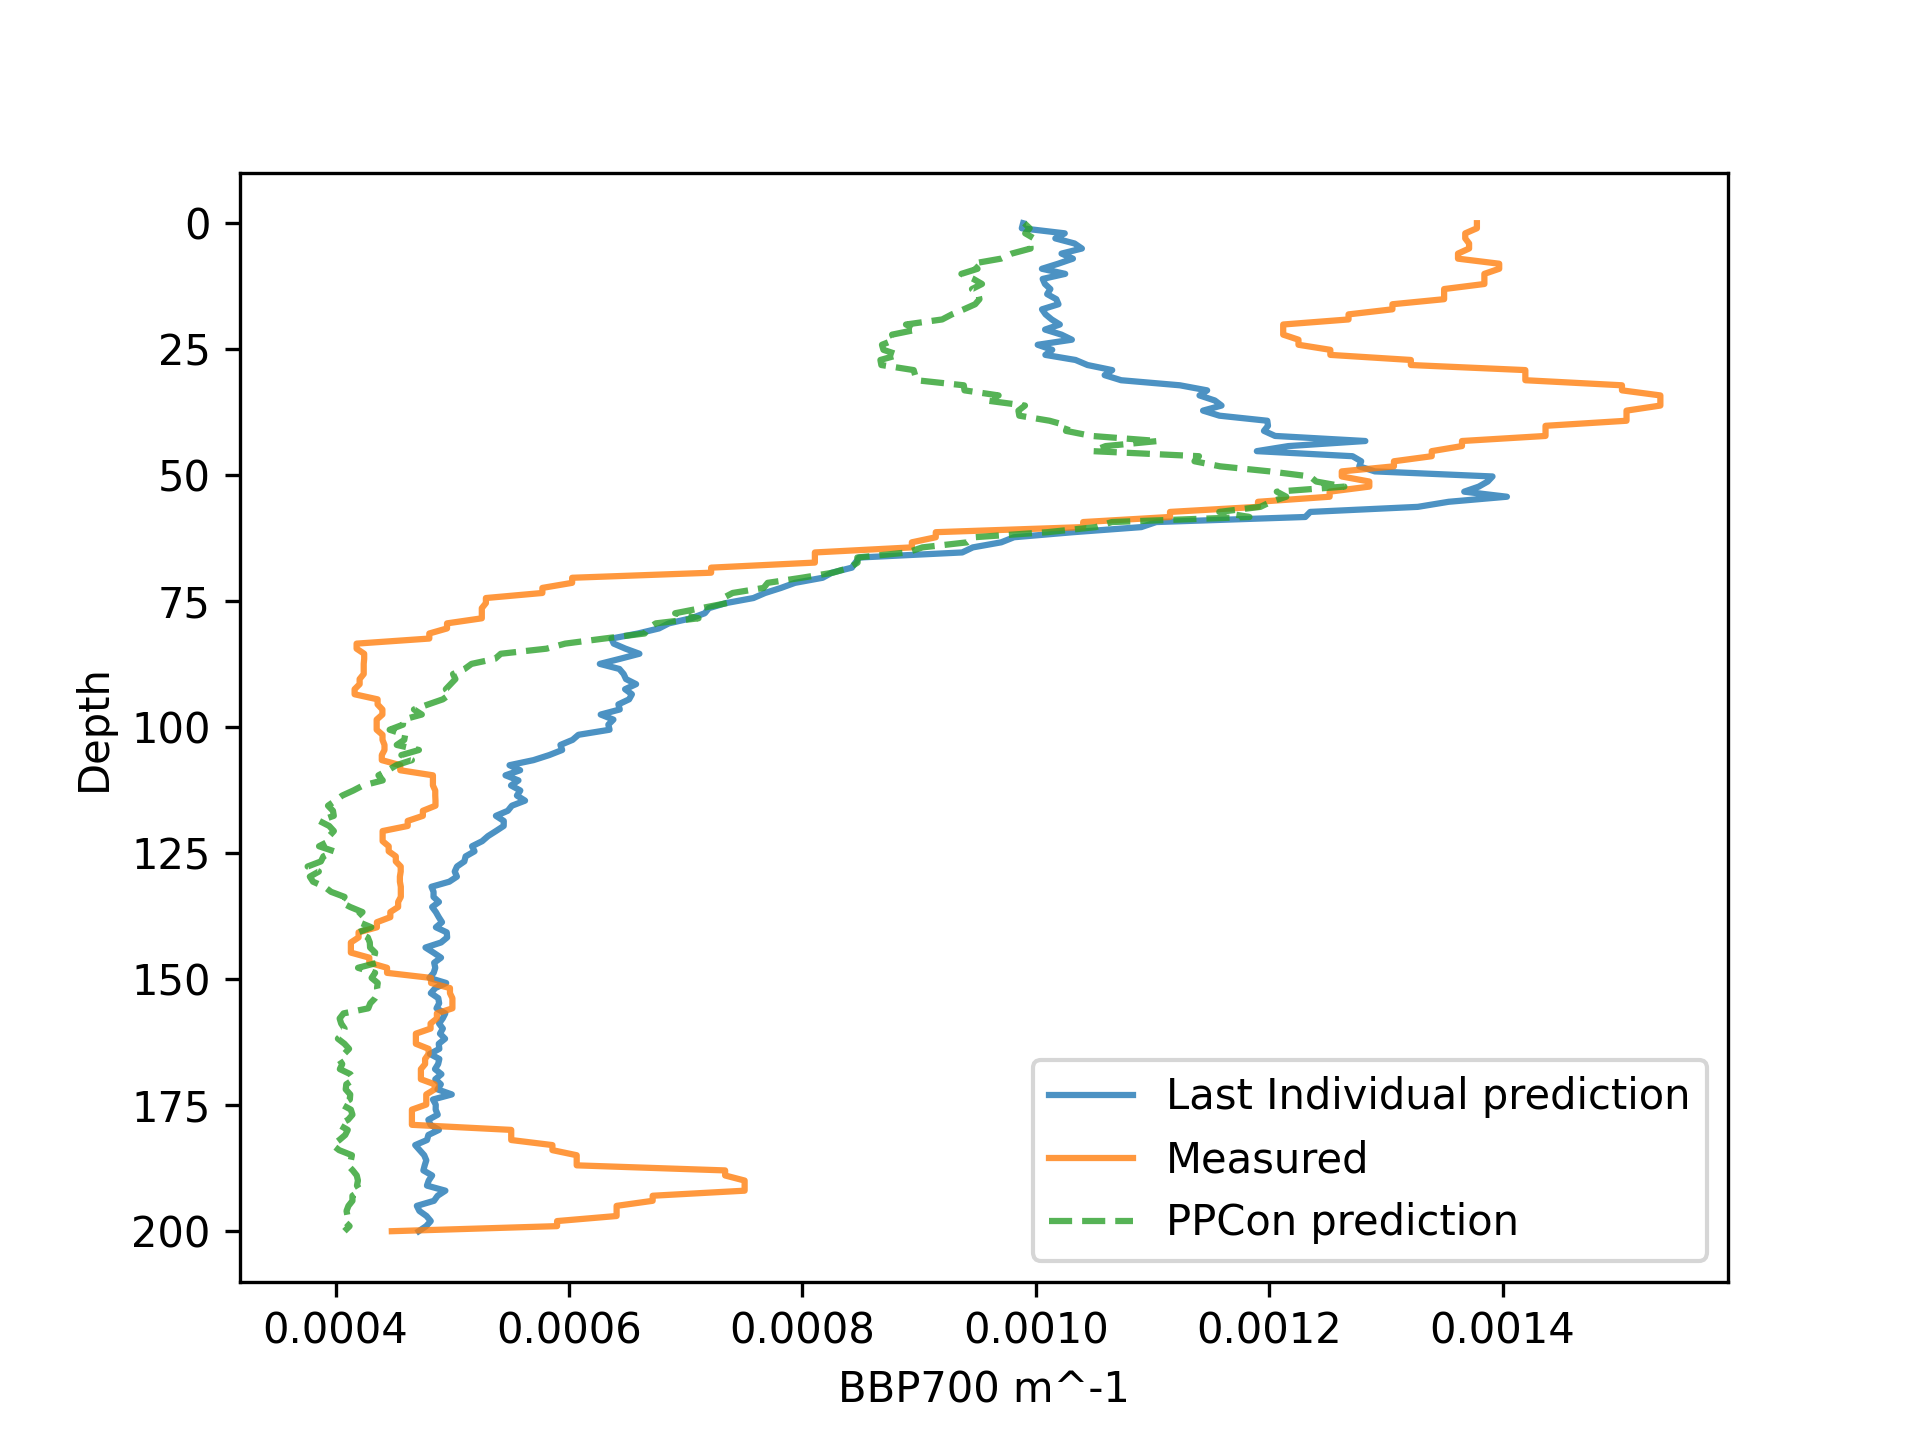 0
25
50
75
100
125
150
175
200
Depth
0.0004 0.0006 0.0008 0.0010 0.0012 0.0014
BBP700 m^-1
Last Individual prediction
Measured
PPCon prediction